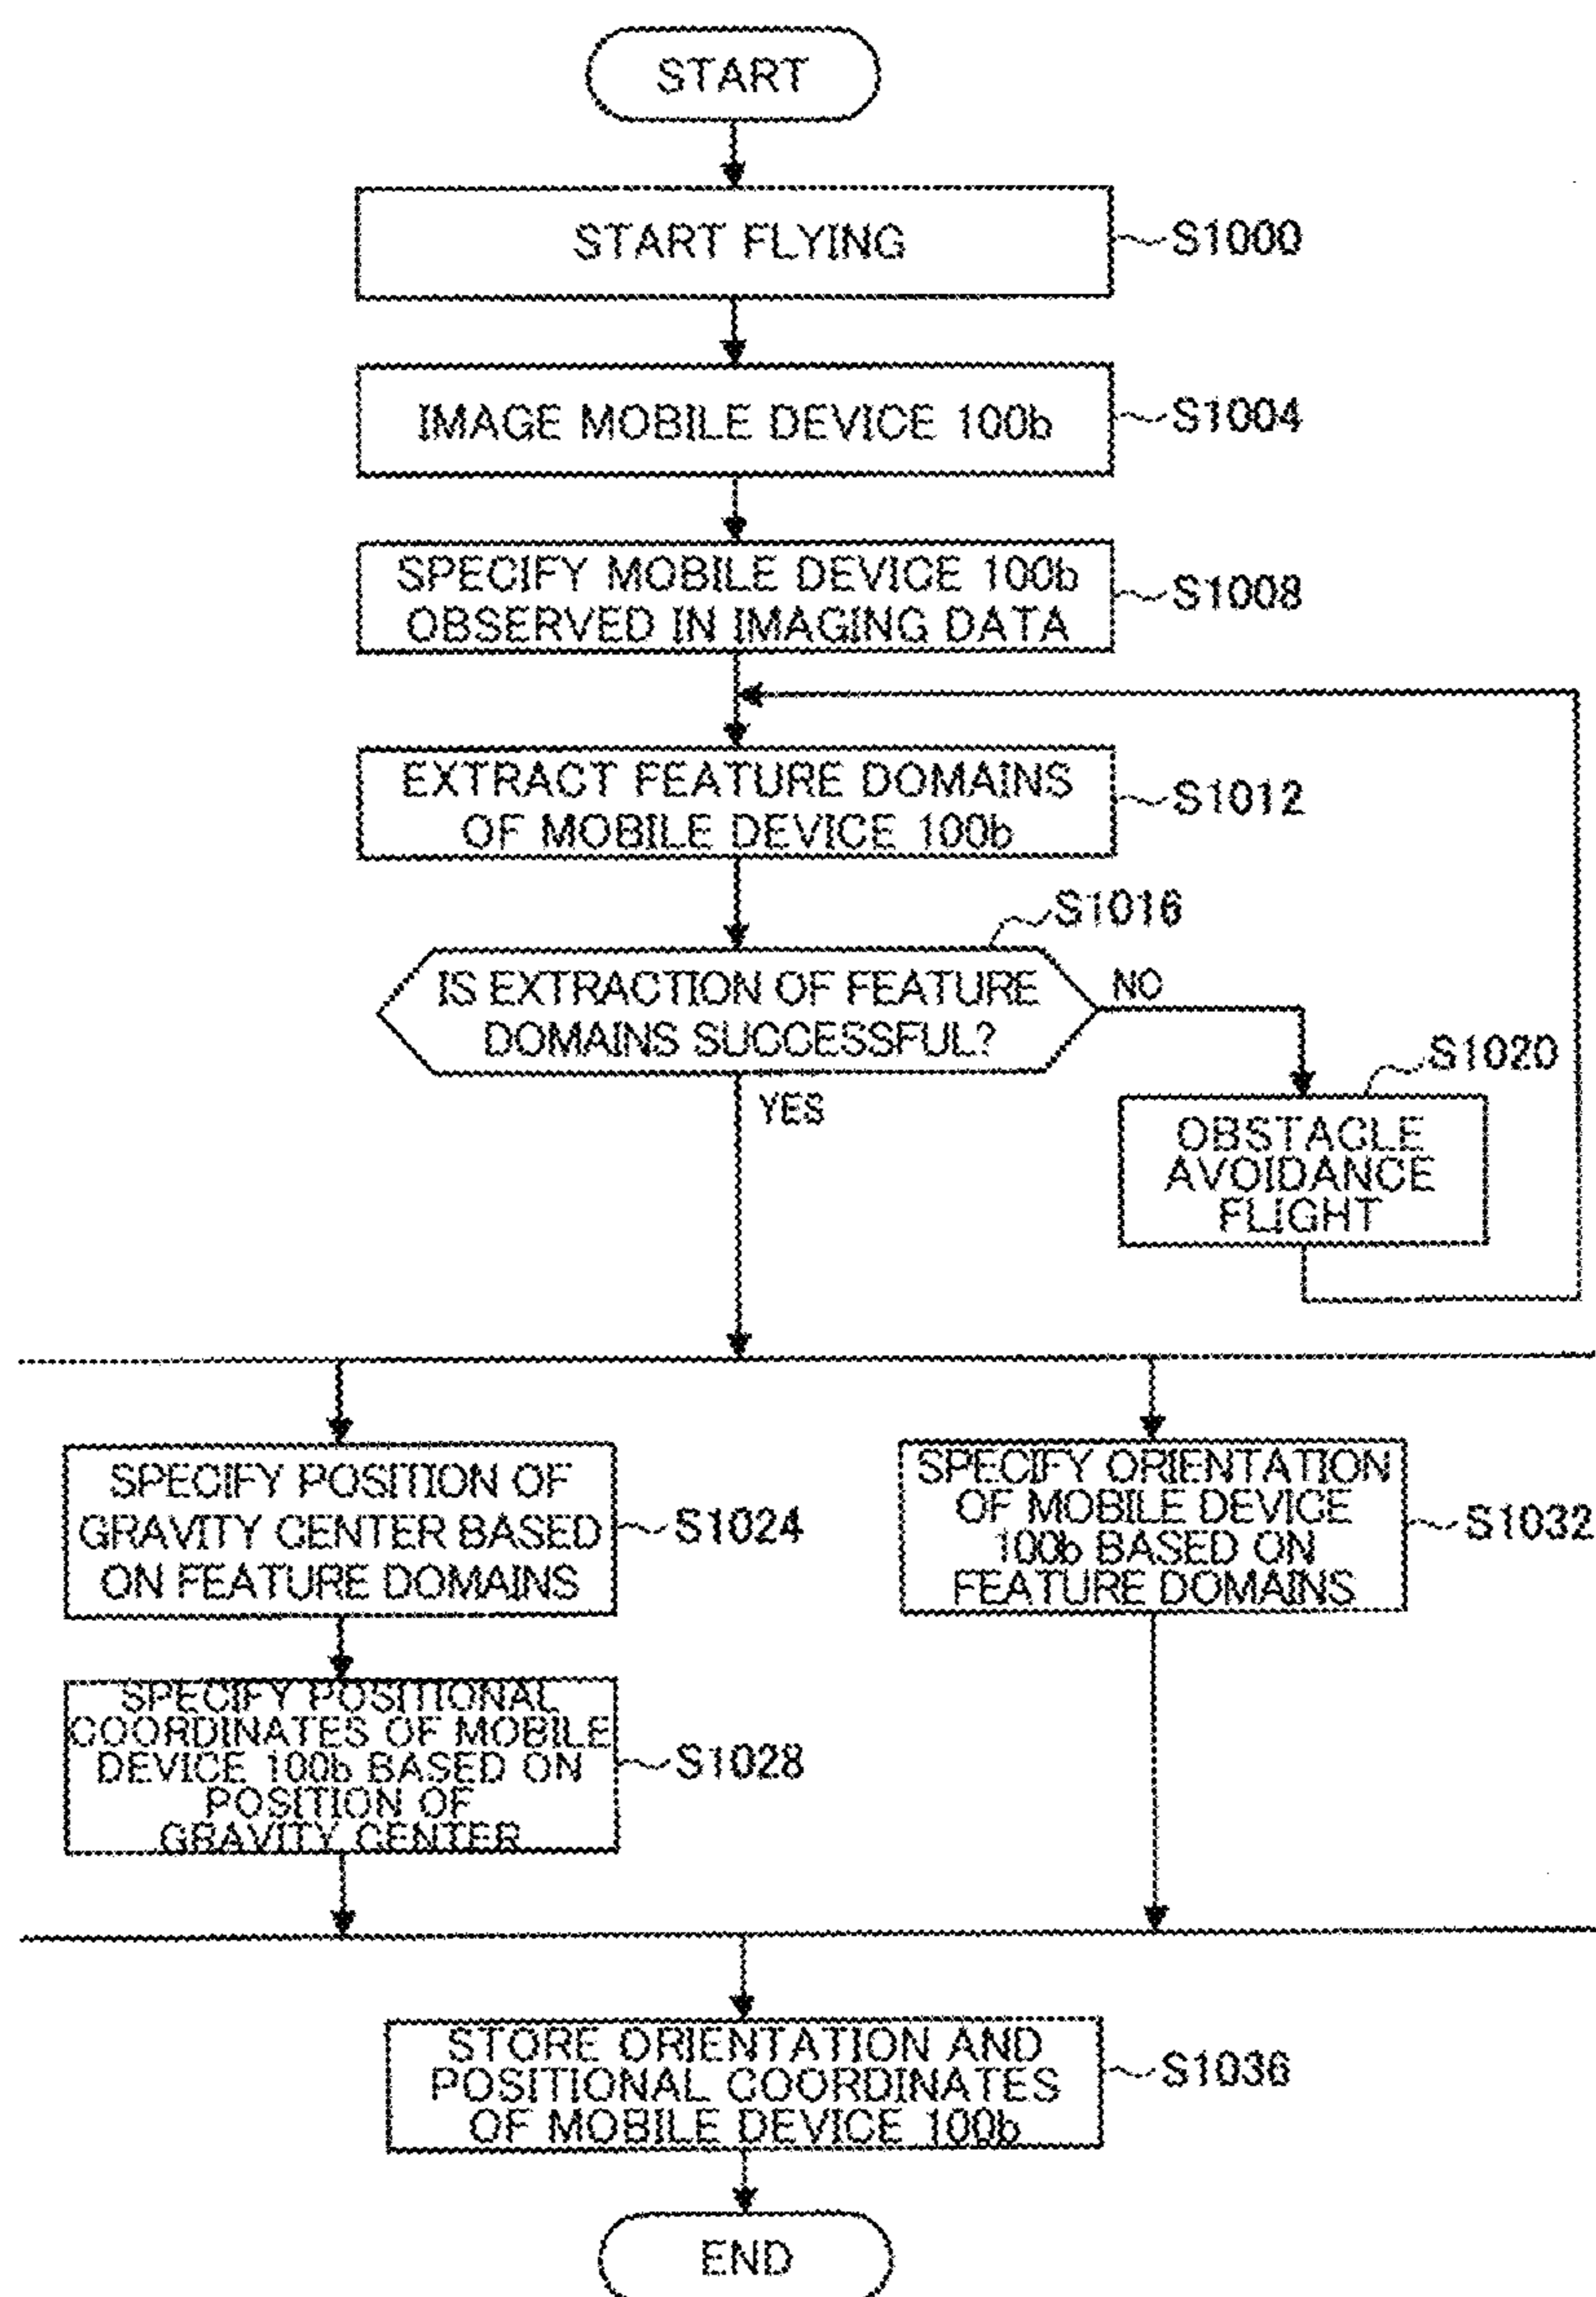 START
START FLYING
S1000
IMAGE MOBILE DEVICE 100b
S1004
SPECIFY MOBILE DEVICE 100b
OBSERVED IN IMAGING DATA
S1008
EXTRACT FEATURE DOMAINS
OF MOBILE DEVICE 100b
S1012
S1016
IS EXTRACTION OF FEATURE
DOMAINS SUCCESSFUL?
NO
YES
S1020
OBSTACLE
AVOIDANCE
FLIGHT
SPECIFY POSITION OF
GRAVITY CENTER BASED
ON FEATURE DOMAINS
S1024
SPECIFY ORIENTATION
OF MOBILE DEVICE
100b BASED ON
FEATURE DOMAINS
S1032
SPECIFY POSITIONAL
COORDINATES OF MOBILE
DEVICE 100b BASED ON
POSITION OF
GRAVITY CENTER
S1028
STORE ORIENTATION AND
POSITIONAL COORDINATES
OF MOBILE DEVICE 100b
S1036
END